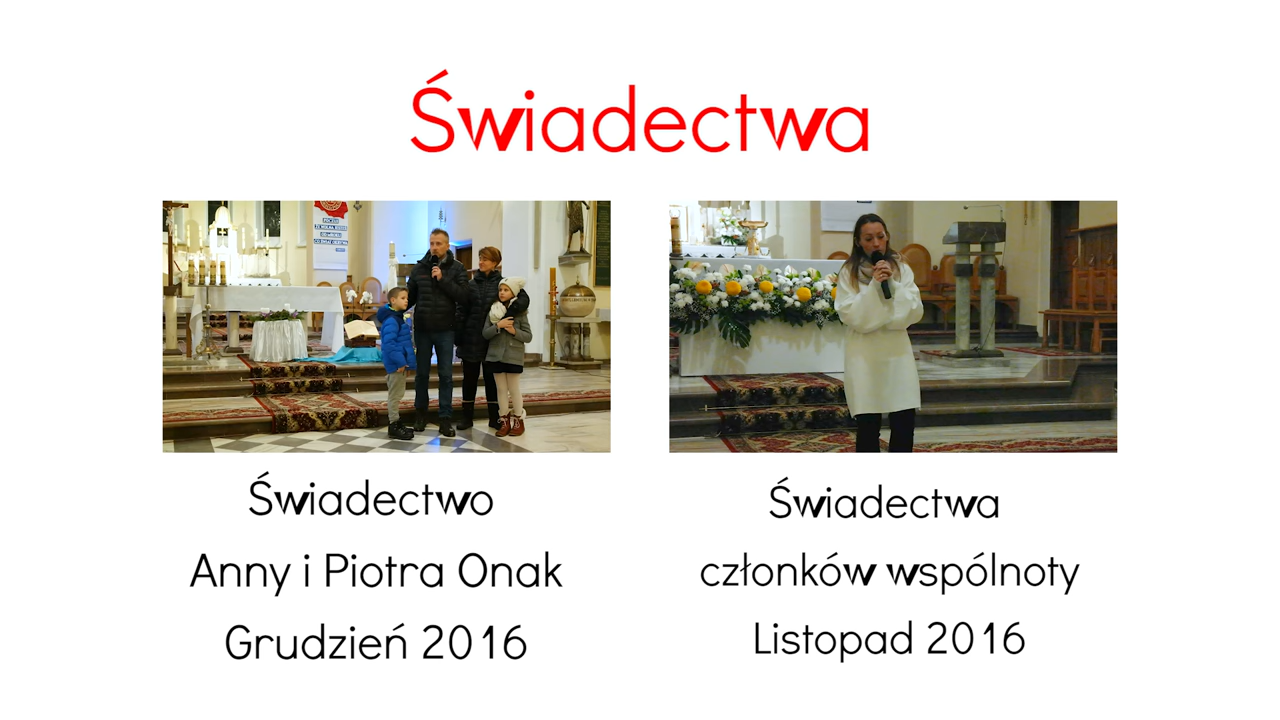 Świadectwa
Świadectwo
Anny i Piotra Onak
Grudzień 2016
Świadectwa
członków wspólnoty
Listopad 2016